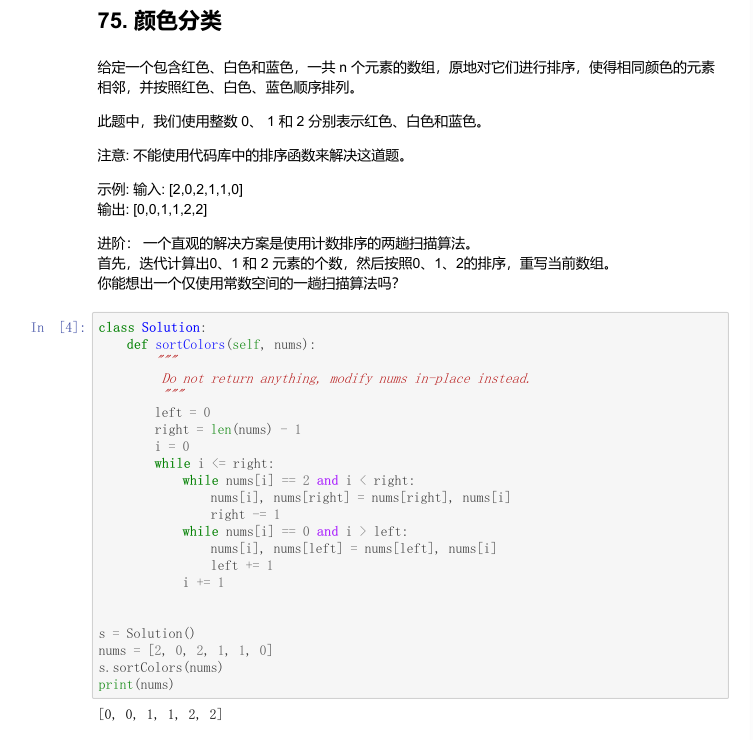 75. 颜色分类
给定一个包含红色、白色和蓝色，一共 n 个元素的数组，原地对它们进行排序，使得相同颜色的元素
相邻，并按照红色、白色、蓝色顺序排列。
此题中，我们使用整数 0、 1 和 2 分别表示红色、白色和蓝色。
注意: 不能使用代码库中的排序函数来解决这道题。
示例: 输入: [2,0,2,1,1,0]
输出: [0,0,1,1,2,2]
进阶： 一个直观的解决方案是使用计数排序的两趟扫描算法。
首先，迭代计算出0、1 和 2 元素的个数，然后按照0、1、2的排序，重写当前数组。
你能想出一个仅使用常数空间的一趟扫描算法吗?
In [4]: class Solution:
    def sortColors(self, nums):
        """
        Do not return anything, modify nums in-place instead.
        """
        left = 0
        right = len(nums) - 1
        i = 0
        while i <= right:
            while nums[i] == 2 and i < right:
                nums[i], nums[right] = nums[right], nums[i]
                right -= 1
            while nums[i] == 0 and i > left:
                nums[i], nums[left] = nums[left], nums[i]
                left += 1
            i += 1
s = Solution()
nums = [2, 0, 2, 1, 1, 0]
s.sortColors(nums)
print(nums)
[0, 0, 1, 1, 2, 2]